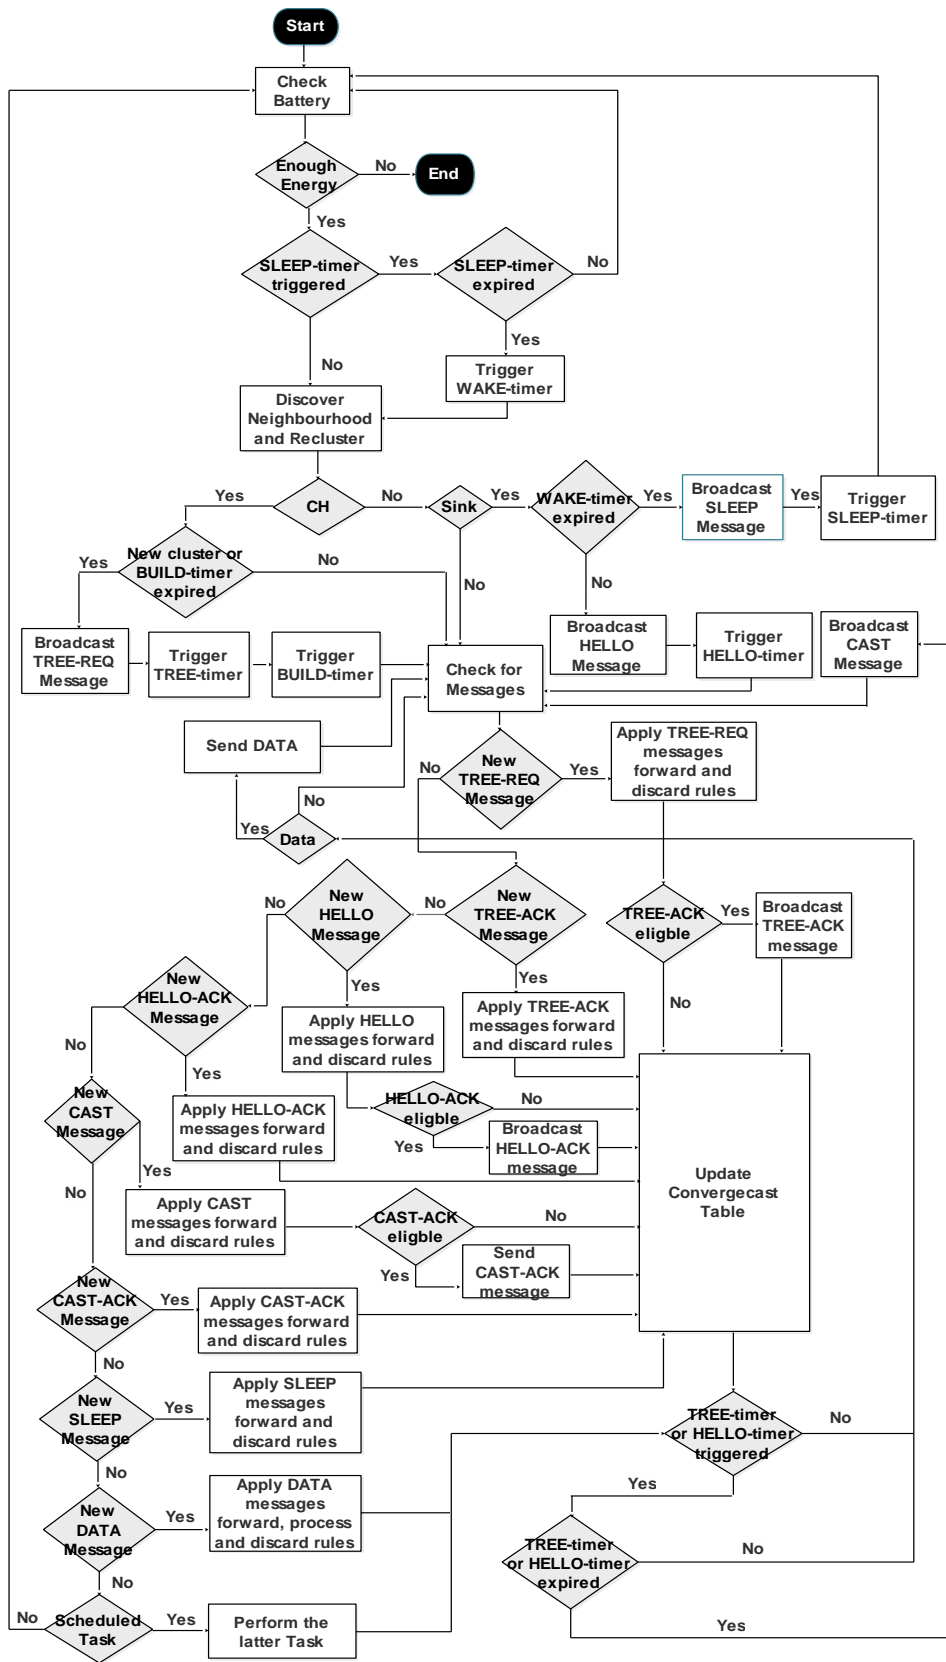 Start
Check
Battery
Enough
Energy
No
End
Yes
SLEEP-timer
triggered
Yes
SLEEP-timer
expired
No
Yes
No
Trigger
WAKE-timer
Discover
Neighbourhood
and Recluster
Yes
CH
No
Sink
Yes
WAKE-timer
expired
Yes
Broadcast
SLEEP
Message
Yes
Trigger
SLEEP-timer
Yes
New cluster or
BUILD-timer
expired
No
No
No
Broadcast
TREE-REQ
Message
Trigger
TREE-timer
Trigger
BUILD-timer
Check for
Messages
Broadcast
HELLO
Message
Trigger
HELLO-timer
Broadcast
CAST
Message
Send DATA
No
New
TREE-REQ
Message
Yes
Apply TREE-REQ
messages
forward and
discard rules
No
Yes
Data
No
New
HELLO
Message
No
New
TREE-ACK
Message
TREE-ACK
eligble
Yes
Broadcast
TREE-ACK
message
New
HELLO-ACK
Message
Yes
Yes
No
Apply HELLO
messages forward
and discard rules
Apply TREE-ACK
messages forward
and discard rules
No
Yes
New
CAST
Message
Apply HELLO-ACK
messages forward
and discard rules
HELLO-ACK
eligble
No
Yes
Broadcast
HELLO-ACK
message
Update
Convergecast
Table
No
Yes
Apply CAST
messages forward
and discard rules
CAST-ACK
eligble
No
Yes
Send
CAST-ACK
message
New
CAST-ACK
Message
Yes
Apply CAST-ACK
messages forward
and discard rules
No
New
SLEEP
Message
Yes
Apply SLEEP
messages
forward and
discard rules
TREE-timer
or HELLO-timer
triggered
No
No
Yes
New
DATA
Message
Yes
Apply DATA
messages
forward, process
and discard rules
TREE-timer
or HELLO-timer
expired
No
No
No
Scheduled
Task
Yes
Perform the
latter Task
Yes